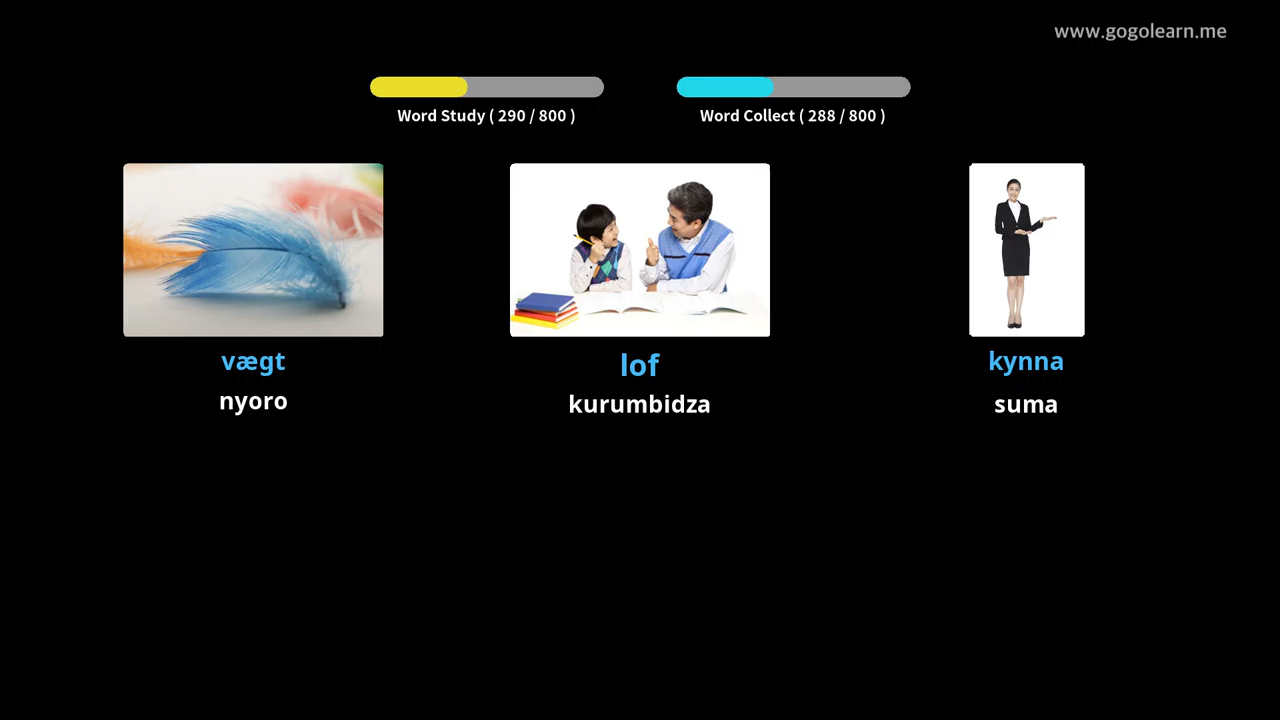 www.gogolearn.me
Word Study ( 290 / 800 )
Word Collect ( 288 / 800 )
vægt
lof
kynna
nyoro
kurumbidza
suma